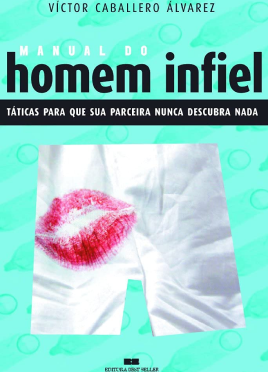 VÍCTOR CABALLERO ÁLVAREZ
MANUAL DO
homem infiel
TÁTICAS PARA QUE SUA PARCEIRA NUNCA DESCUBRA NADA
EDITORA BEST SELLER